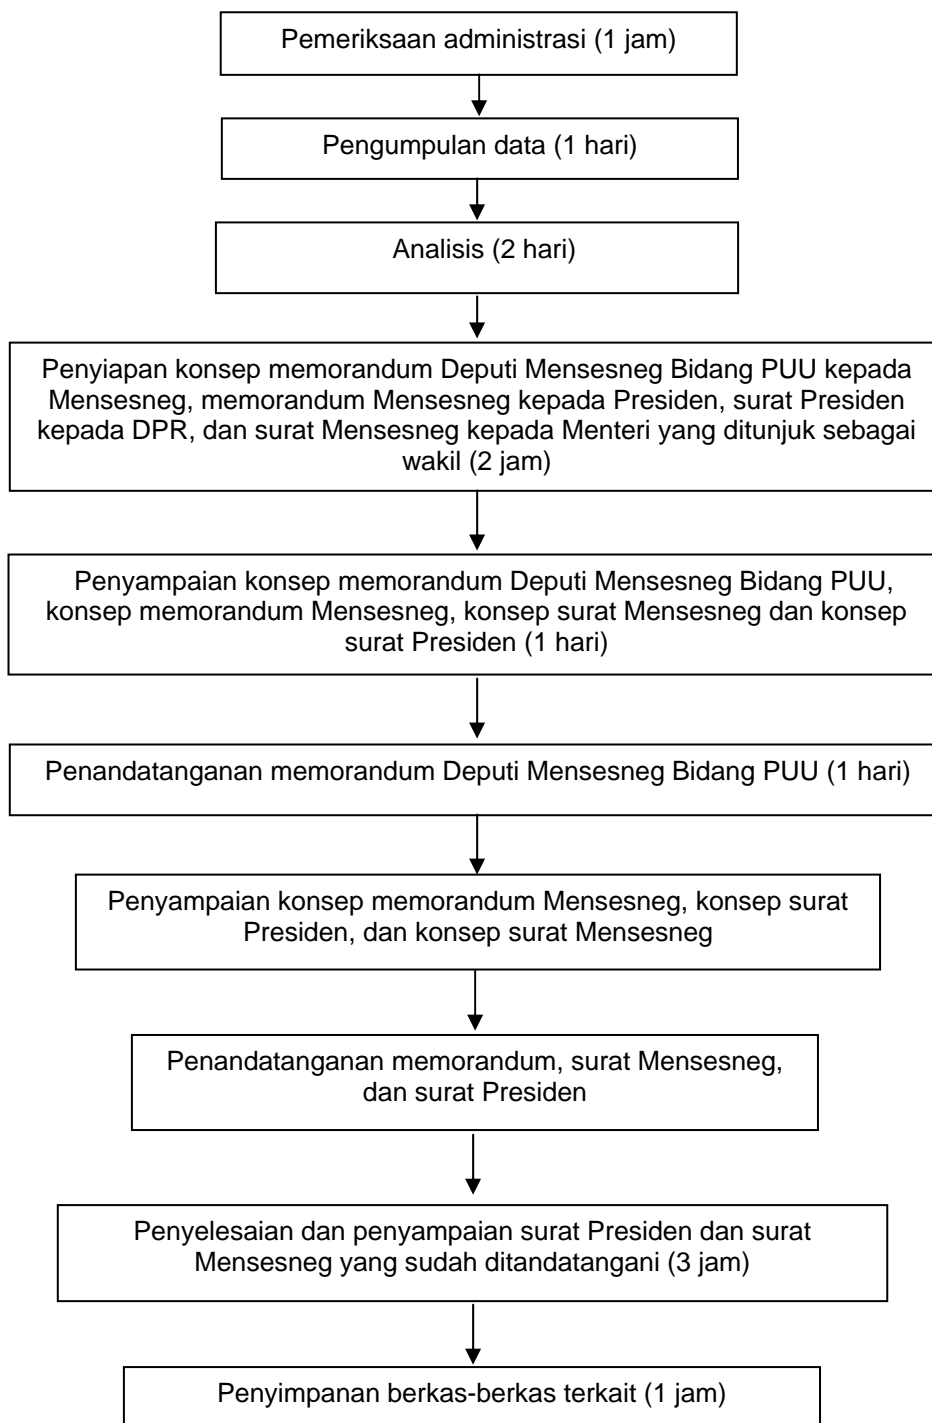 Pemeriksaan administrasi (1 jam)
Pengumpulan data (1 hari)
Analisis (2 hari)
Penyiapan konsep memorandum Deputi Mensesneg Bidang PUU kepada
Mensesneg, memorandum Mensesneg kepada Presiden, surat Presiden
kepada DPR, dan surat Mensesneg kepada Menteri yang ditunjuk sebagai
wakil (2 jam)
Penyampaian konsep memorandum Deputi Mensesneg Bidang PUU,
konsep memorandum Mensesneg, konsep surat Mensesneg dan konsep
surat Presiden (1 hari)
Penandatanganan memorandum Deputi Mensesneg Bidang PUU (1 hari)
Penyampaian konsep memorandum Mensesneg, konsep surat
Presiden, dan konsep surat Mensesneg
Penandatanganan memorandum, surat Mensesneg,
dan surat Presiden
Penyelesaian dan penyampaian surat Presiden dan surat
Mensesneg yang sudah ditandatangani (3 jam)
Penyimpanan berkas-berkas terkait (1 jam)